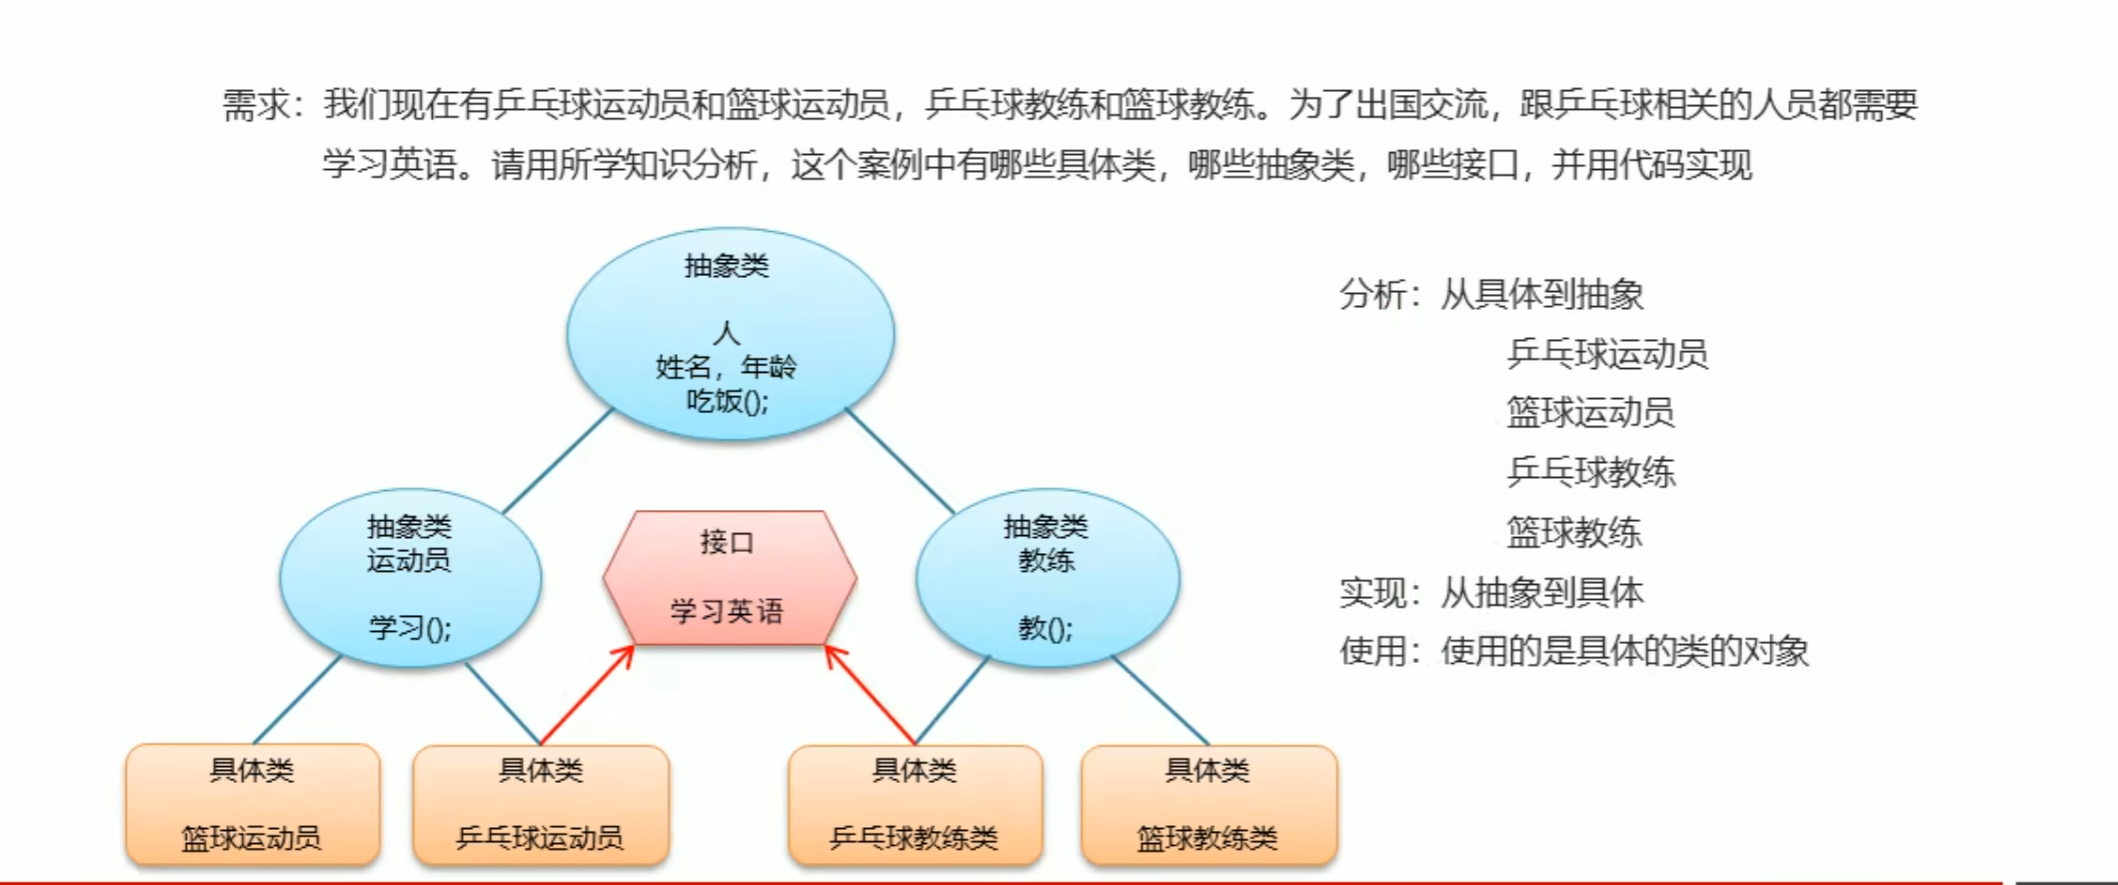 需求：我们现在有乒乓球运动员和篮球运动员，乒乓球教练和篮球教练。为了出国交流，跟乒乓球相关的人员都需要
学习英语。请用所学知识分析，这个案例中有哪些具体类，哪些抽象类，哪些接口，并用代码实现
抽象类
人
姓名，年龄
吃饭();
抽象类
运动员
学习();
接口
学习英语
抽象类
教练
教();
具体类
篮球运动员
具体类
乒乓球运动员
具体类
乒乓球教练类
具体类
篮球教练类
分析：从具体到抽象
乒乓球运动员
篮球运动员
乒乓球教练
篮球教练
实现：从抽象到具体
使用：使用的是具体的类的对象